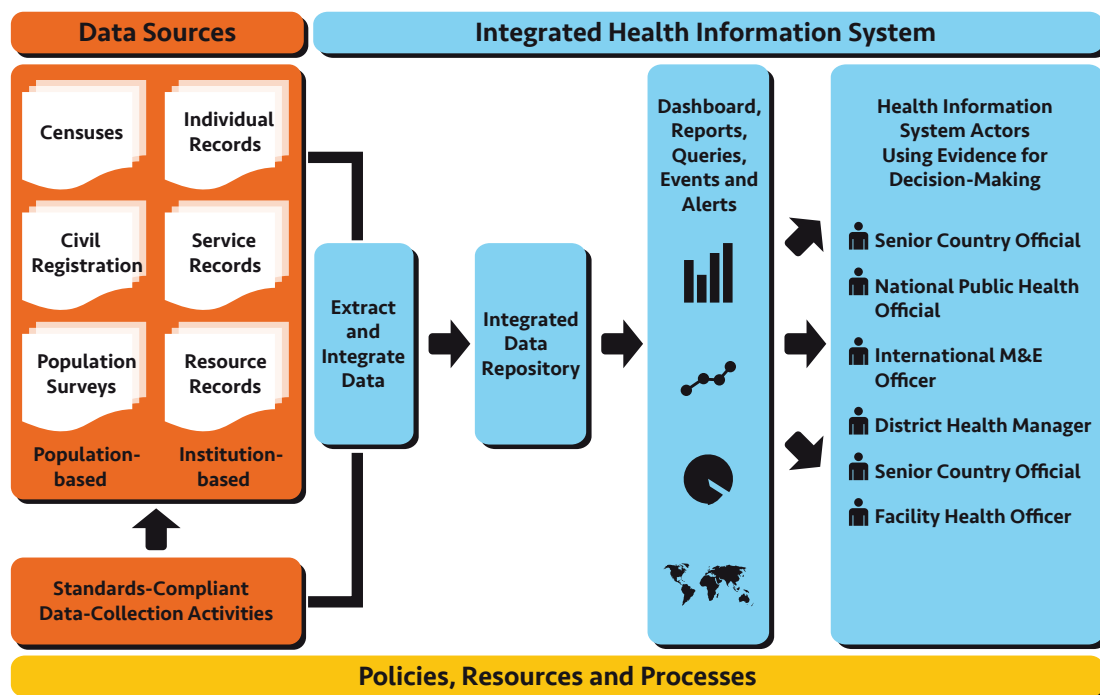 Data Sources
Integrated Health Information System
Censuses
Individual
Records
Civil
Registration
Service
Records
Population
Surveys
Resource
Records
Population-
based
Institution-
based
Standards-Compliant
Data-Collection Activities
Extract
and
Integrate
Data
Integrated
Data
Repository
Dashboard,
Reports,
Queries,
Events and
Alerts
Health Information
System Actors
Using Evidence for
Decision-Making
Senior Country Official
National Public Health
Official
International M&E
Officer
District Health Manager
Senior Country Official
Facility Health Officer
Policies, Resources and Processes